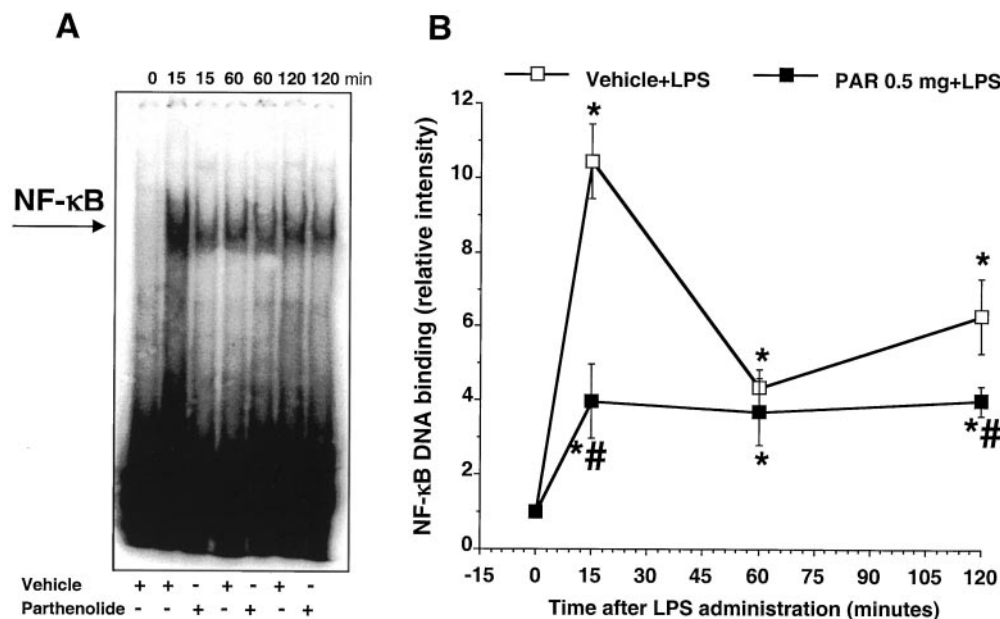 A
0 15 15 60 60 120 120 min
NF-κB
Vehicle + + - + - + -
Parthenolide - - + - + - +
B
Vehicle+LPS PAR 0.5 mg+LPS
NF-κB DNA binding (relative intensity)
12
10
8
6
4
2
0
*
*
*
*#
*
*#
-15 0 15 30 45 60 75 90 105 120
Time after LPS administration (minutes)